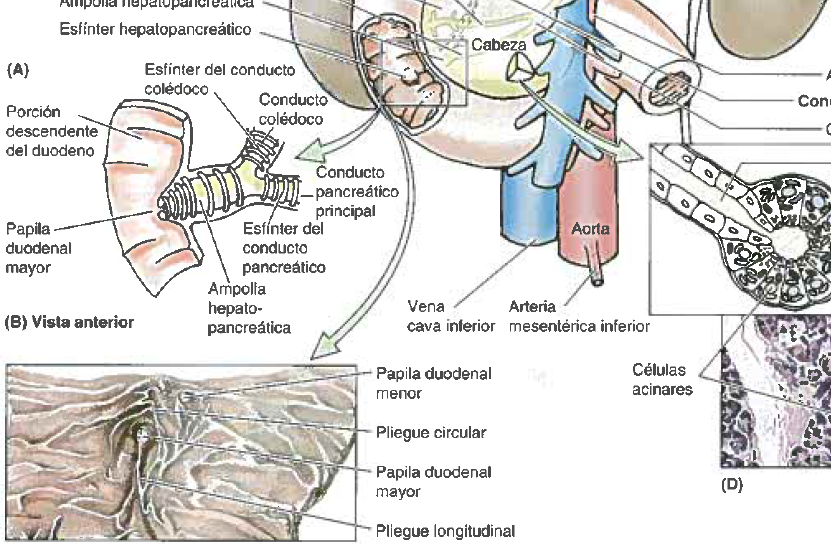 Ampolla hepatopancreática
Esfínter hepatopancreático
Cabeza
(A)
Esfínter del conducto
colédoco
Conducto
colédoco
Porción
descendente
del duodeno
Conducto
pancreático
principal
Papila
duodenal
mayor
Esfínter del
conducto
pancreático
Ampolla
hepato-
pancreática
(B) Vista anterior
Aorta
Vena
cava inferior
Arteria
mesentérica inferior
Células
acinares
(D)
Papila duodenal
menor
Pliegue circular
Papila duodenal
mayor
Pliegue longitudinal